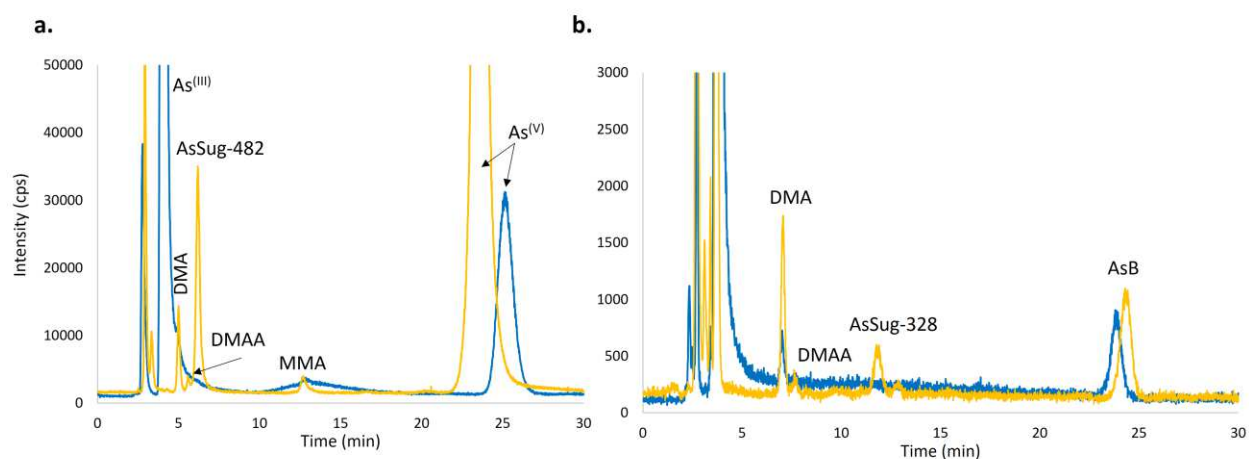 a.
50000
40000
30000
20000
10000
0
Intensity (cps)
As(III)
AsSug-482
DMA
DMAA
MMA
As(V)
0 5 10 15 20 25 30
Time (min)
b.
3000
2500
2000
1500
1000
500
0
DMA
DMAA
AsSug-328
AsB
0 5 10 15 20 25 30
Time (min)